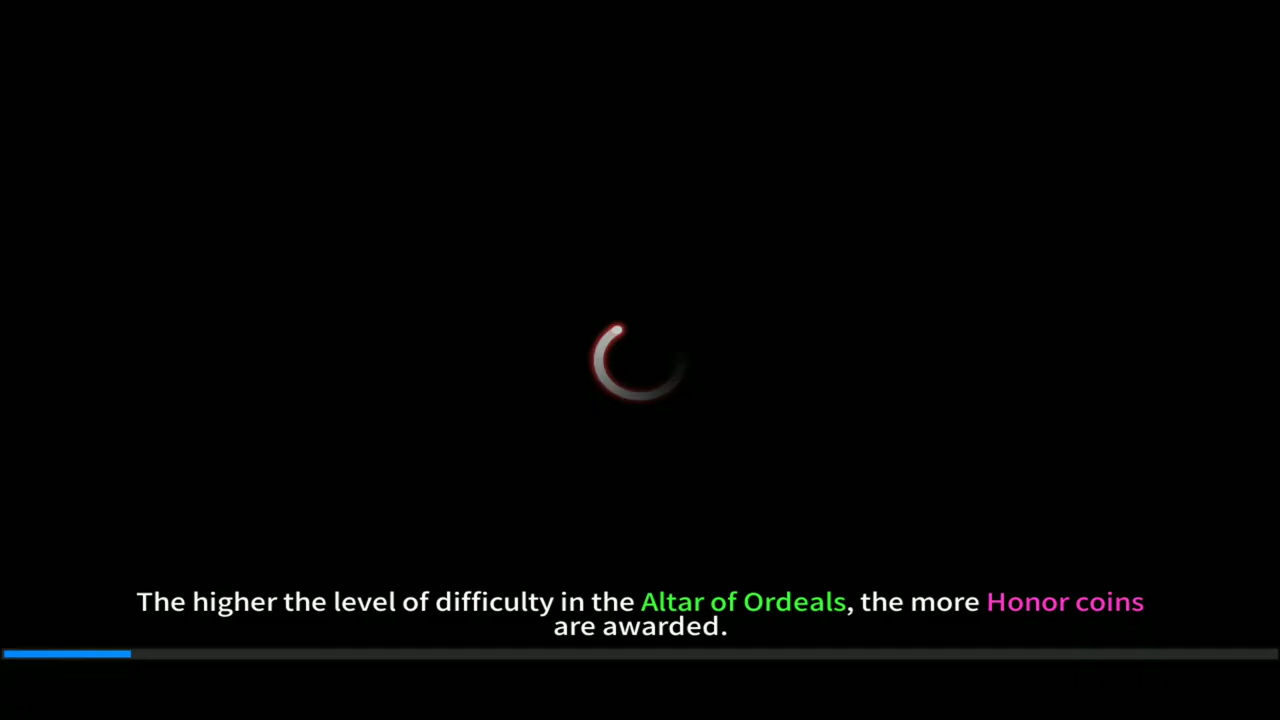 The higher the level of difficulty in the Altar of Ordeals, the more Honor coins
are awarded.